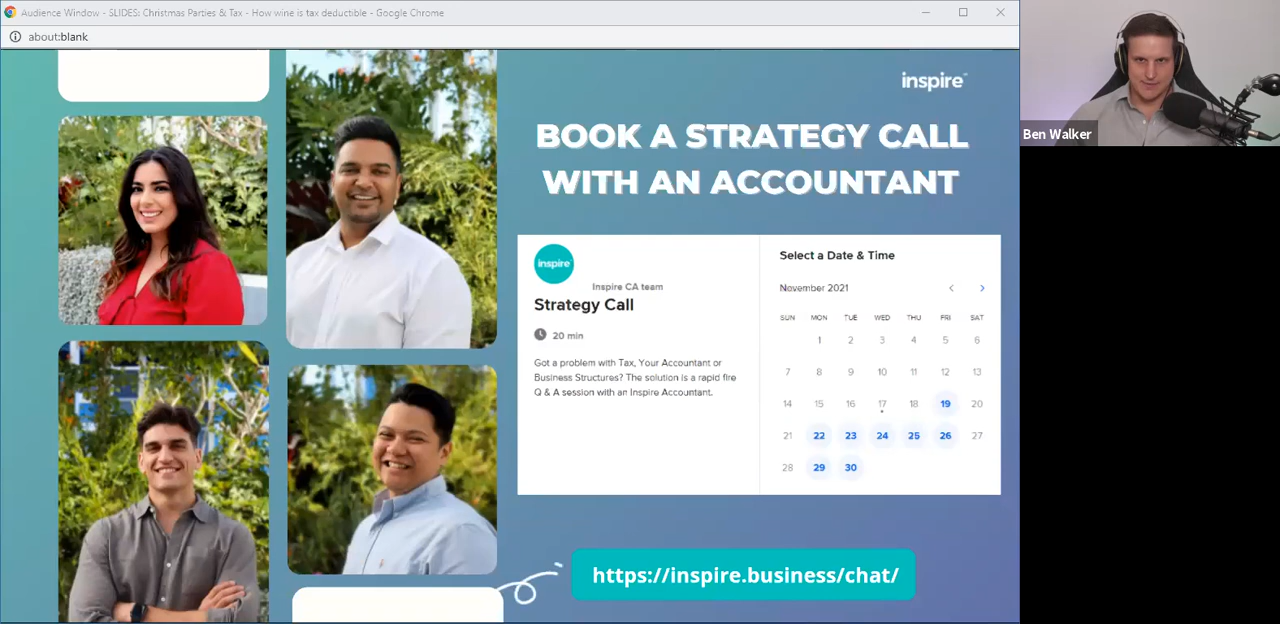 Audience Window - SLIDES: Christmas Parties & Tax - How wine is tax deductible - Google Chrome
about:blank
inspire
BOOK A STRATEGY CALL
WITH AN ACCOUNTANT
inspire
Inspire CA team
Strategy Call
20 min
Got a problem with Tax, Your Accountant or
Business Structures? The solution is a rapid fire
Q & A session with an Inspire Accountant.
Select a Date & Time
November 2021
SUN MON TUE WED THU FRI SAT
1 2 3 4 5 6
7 8 9 10 11 12 13
14 15 16 17 18 19 20
21 22 23 24 25 26 27
28 29 30
https://inspire.business/chat/
Ben Walker